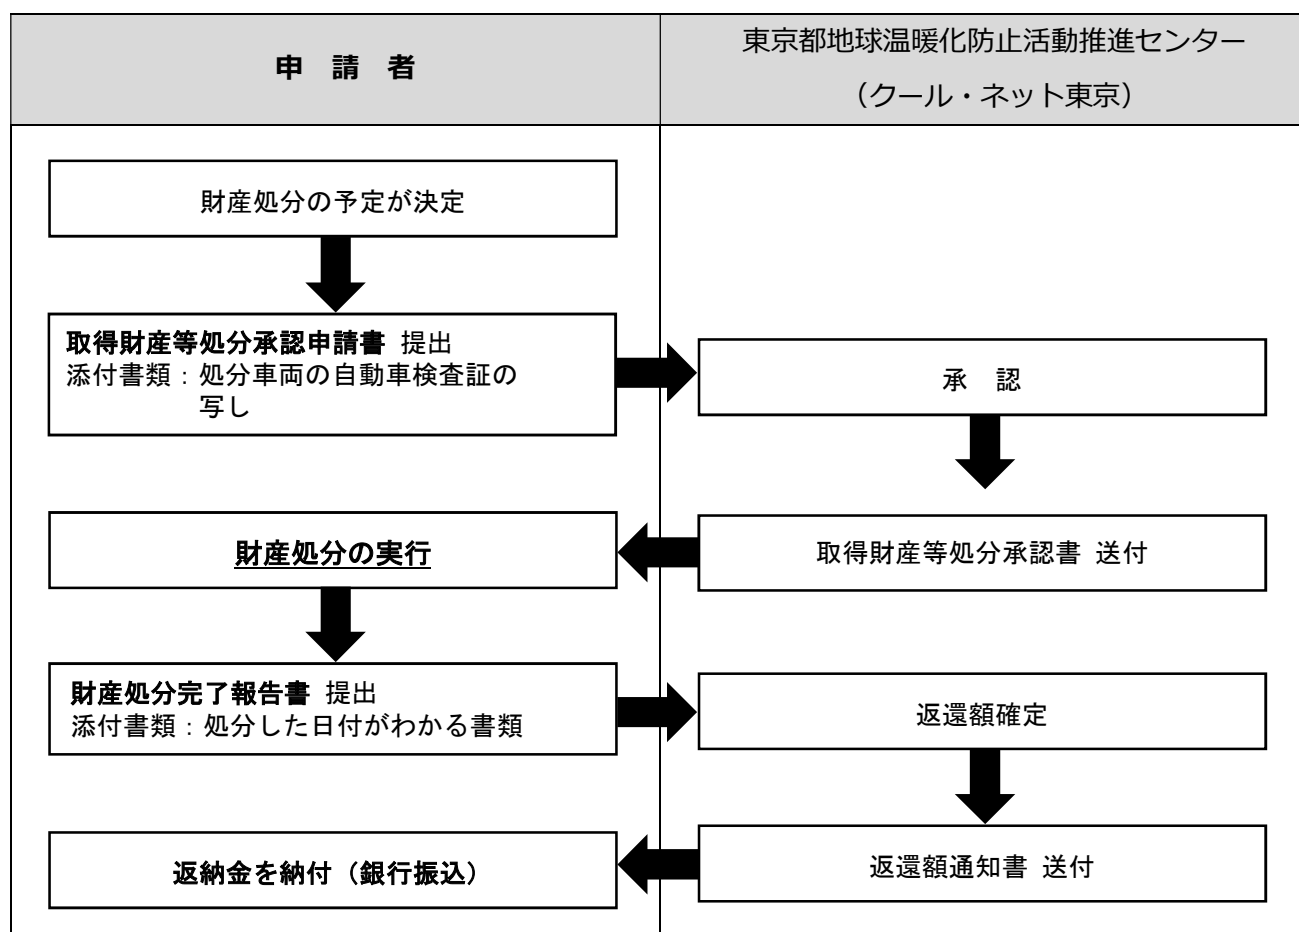 申　請　者
東京都地球温暖化防止活動推進センター
（クール・ネット東京）
財産処分の予定が決定
取得財産等処分承認申請書 提出
添付書類：処分車両の自動車検査証の
写し
承　認
財産処分の実行
取得財産等処分承認書 送付
財産処分完了報告書 提出
添付書類：処分した日付がわかる書類
返還額確定
返納金を納付（銀行振込）
返還額通知書 送付